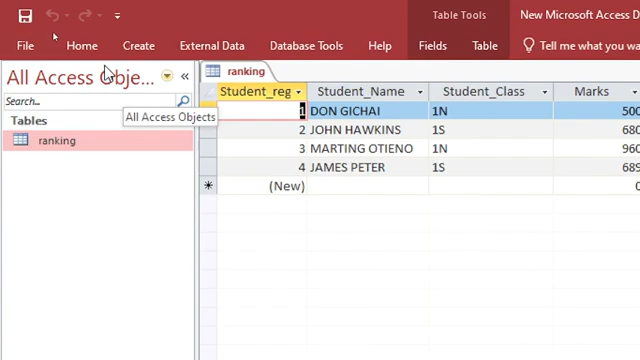 Table Tools New Microsoft Access D
File Home Create External Data Database Tools Help Fields Table Tell me what you wa
All Access Obje... «
Search...
All Access Objects
Tables
ranking
ranking
Student_reg Student_Name Student_Class Marks
1 DON GICHAI 1N 500
2 JOHN HAWKINS 1S 680
3 MARTING OTIENO 1N 960
4 JAMES PETER 1S 689
(New) 0